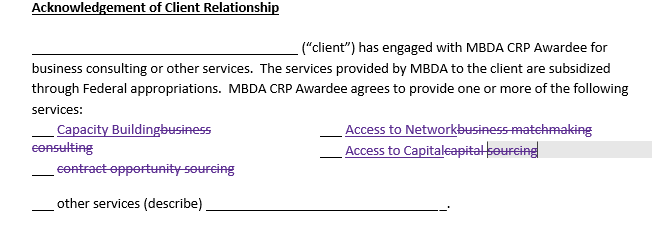 Acknowledgement of Client Relationship
______________________________________ (“client”) has engaged with MBDA CRP Awardee for
business consulting or other services. The services provided by MBDA to the client are subsidized
through Federal appropriations. MBDA CRP Awardee agrees to provide one or more of the following
services:
___ Capacity Buildingbusiness ___ Access to Networkbusiness matchmaking
consulting ___ Access to Capitalcapital sourcing
___ contract opportunity sourcing
___ other services (describe) ___________________________________.